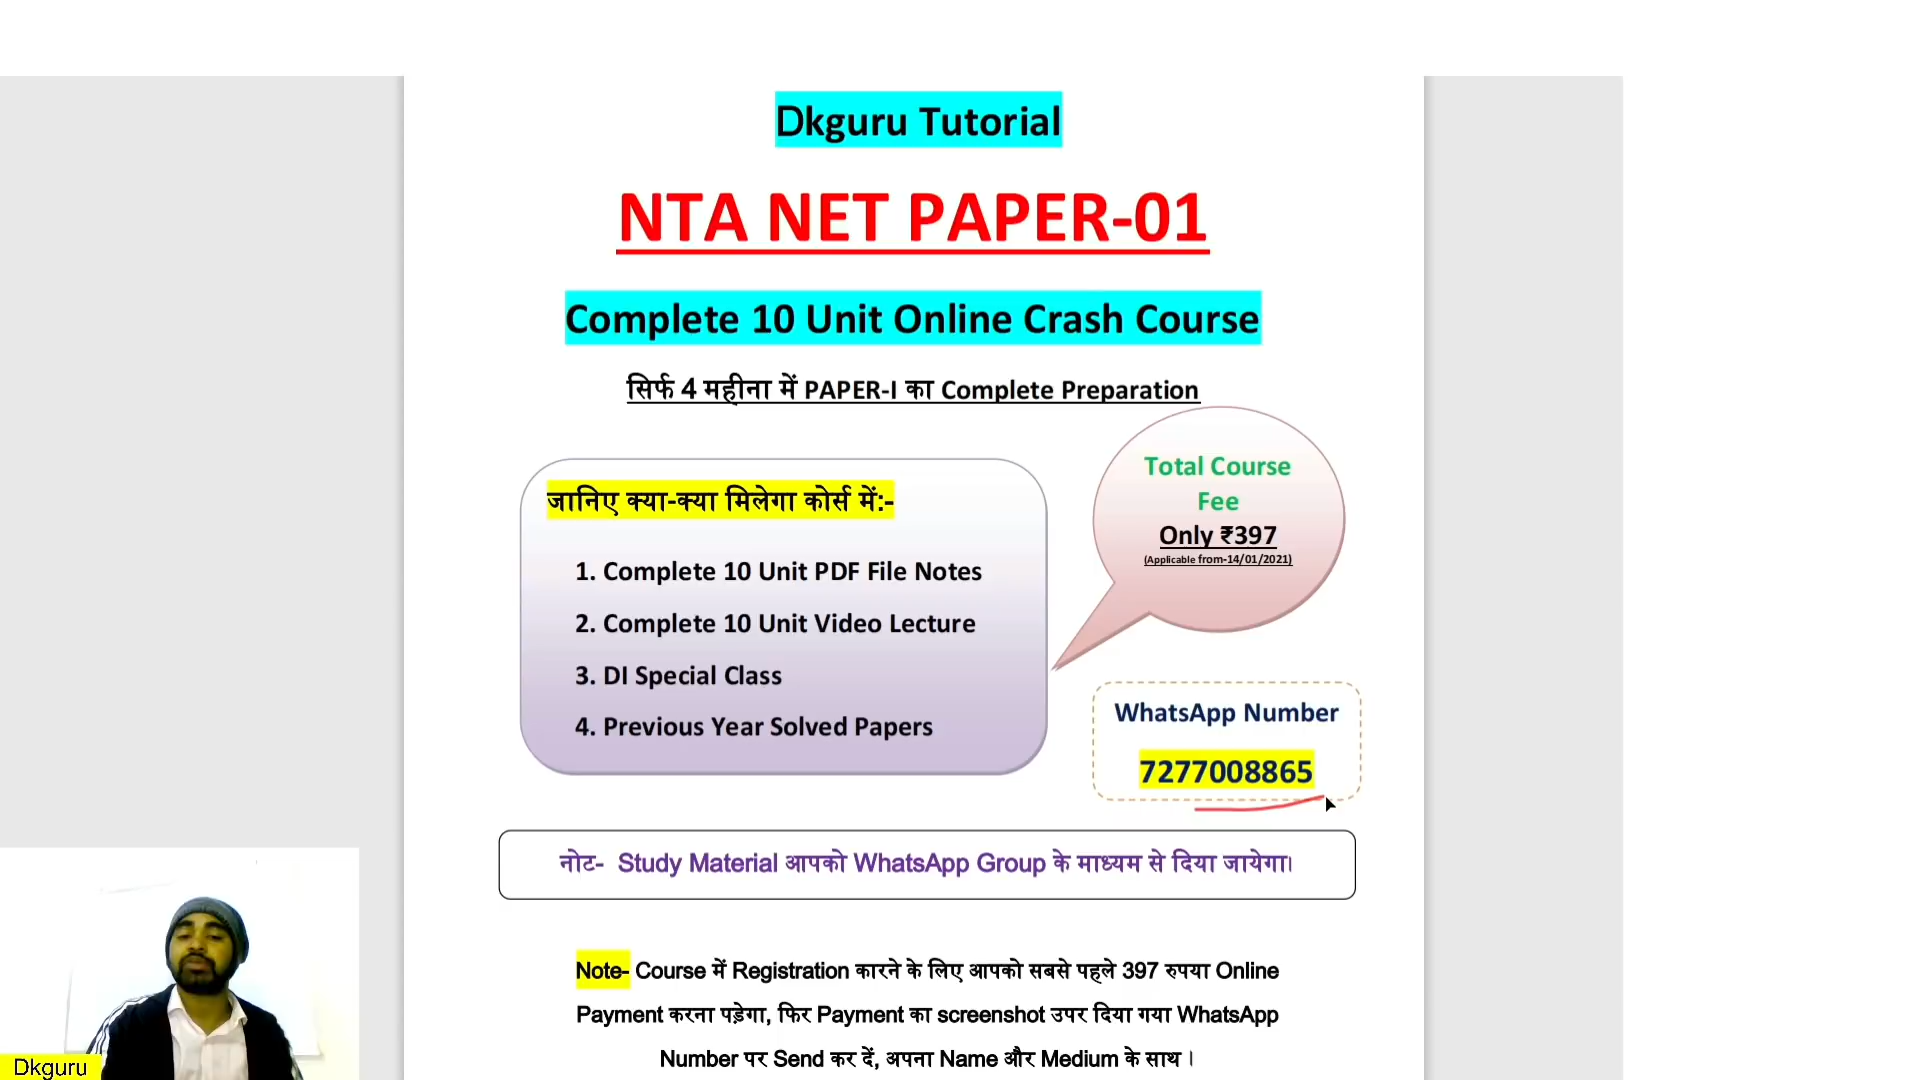 Dkguru Tutorial
NTA NET PAPER-01
Complete 10 Unit Online Crash Course
सिर्फ 4 महीना में PAPER-I का Complete Preparation
जानिए क्या-क्या मिलेगा कोर्स में:-
1. Complete 10 Unit PDF File Notes
2. Complete 10 Unit Video Lecture
3. DI Special Class
4. Previous Year Solved Papers
Total Course
Fee
Only ₹397
(Applicable from-14/01/2021)
WhatsApp Number
7277008865
नोट- Study Material आपको WhatsApp Group के माध्यम से दिया जायेगा।
Note- Course में Registration कारने के लिए आपको सबसे पहले 397 रुपया Online
Payment करना पड़ेगा, फिर Payment का screenshot उपर दिया गया WhatsApp
Number पर Send कर दें, अपना Name और Medium के साथ ।
Dkguru